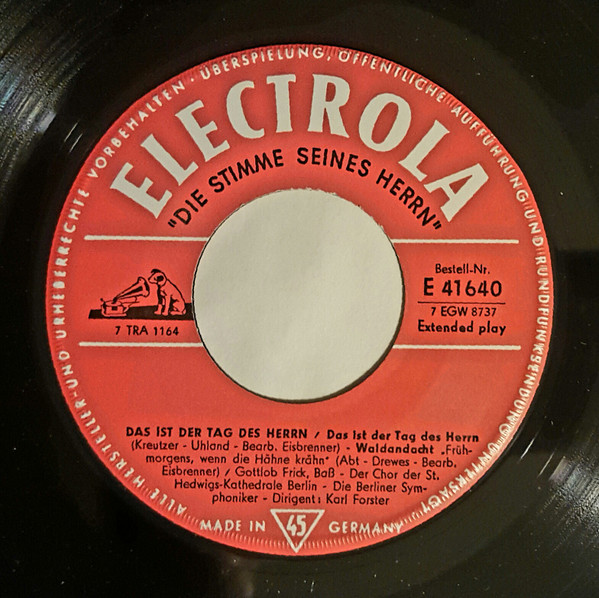 ALLE HERSTELLER- UND URHEBERRECHTE VORBEHALTEN · ÜBERSPIELUNG, ÖFFENTLICHE AUFFÜHRUNG UND RUNDFUNKSENDUNG UNTERSAGT
ELECTROLA
"DIE STIMME SEINES HERRN"
Bestell-Nr.
E 41640
7 EGW 8737
Extended play
7 TRA 1164
DAS IST DER TAG DES HERRN / Das ist der Tag des Herrn
(Kreutzer - Uhland - Bearb. Eisbrenner) - Waldandacht „Früh-
morgens, wenn die Hähne krähn" (Abt - Drewes - Bearb.
Eisbrenner) / Gottlob Frick, Baß - Der Chor der St.
Hedwigs-Kathedrale Berlin - Die Berliner Sym-
phoniker - Dirigent: Karl Forster
MADE IN 45 GERMANY